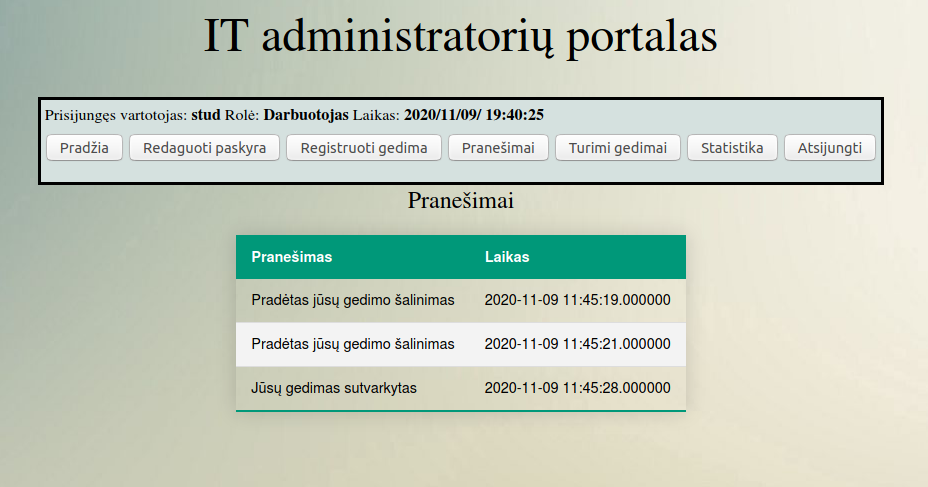 IT administratorių portalas
Prisijungęs vartotojas: stud Rolė: Darbuotojas Laikas: 2020/11/09/ 19:40:25
Pradžia Redaguoti paskyra Registruoti gedima Pranešimai Turimi gedimai Statistika Atsijungti
Pranešimai
Pranešimas Laikas
Pradėtas jūsų gedimo šalinimas 2020-11-09 11:45:19.000000
Pradėtas jūsų gedimo šalinimas 2020-11-09 11:45:21.000000
Jūsų gedimas sutvarkytas 2020-11-09 11:45:28.000000